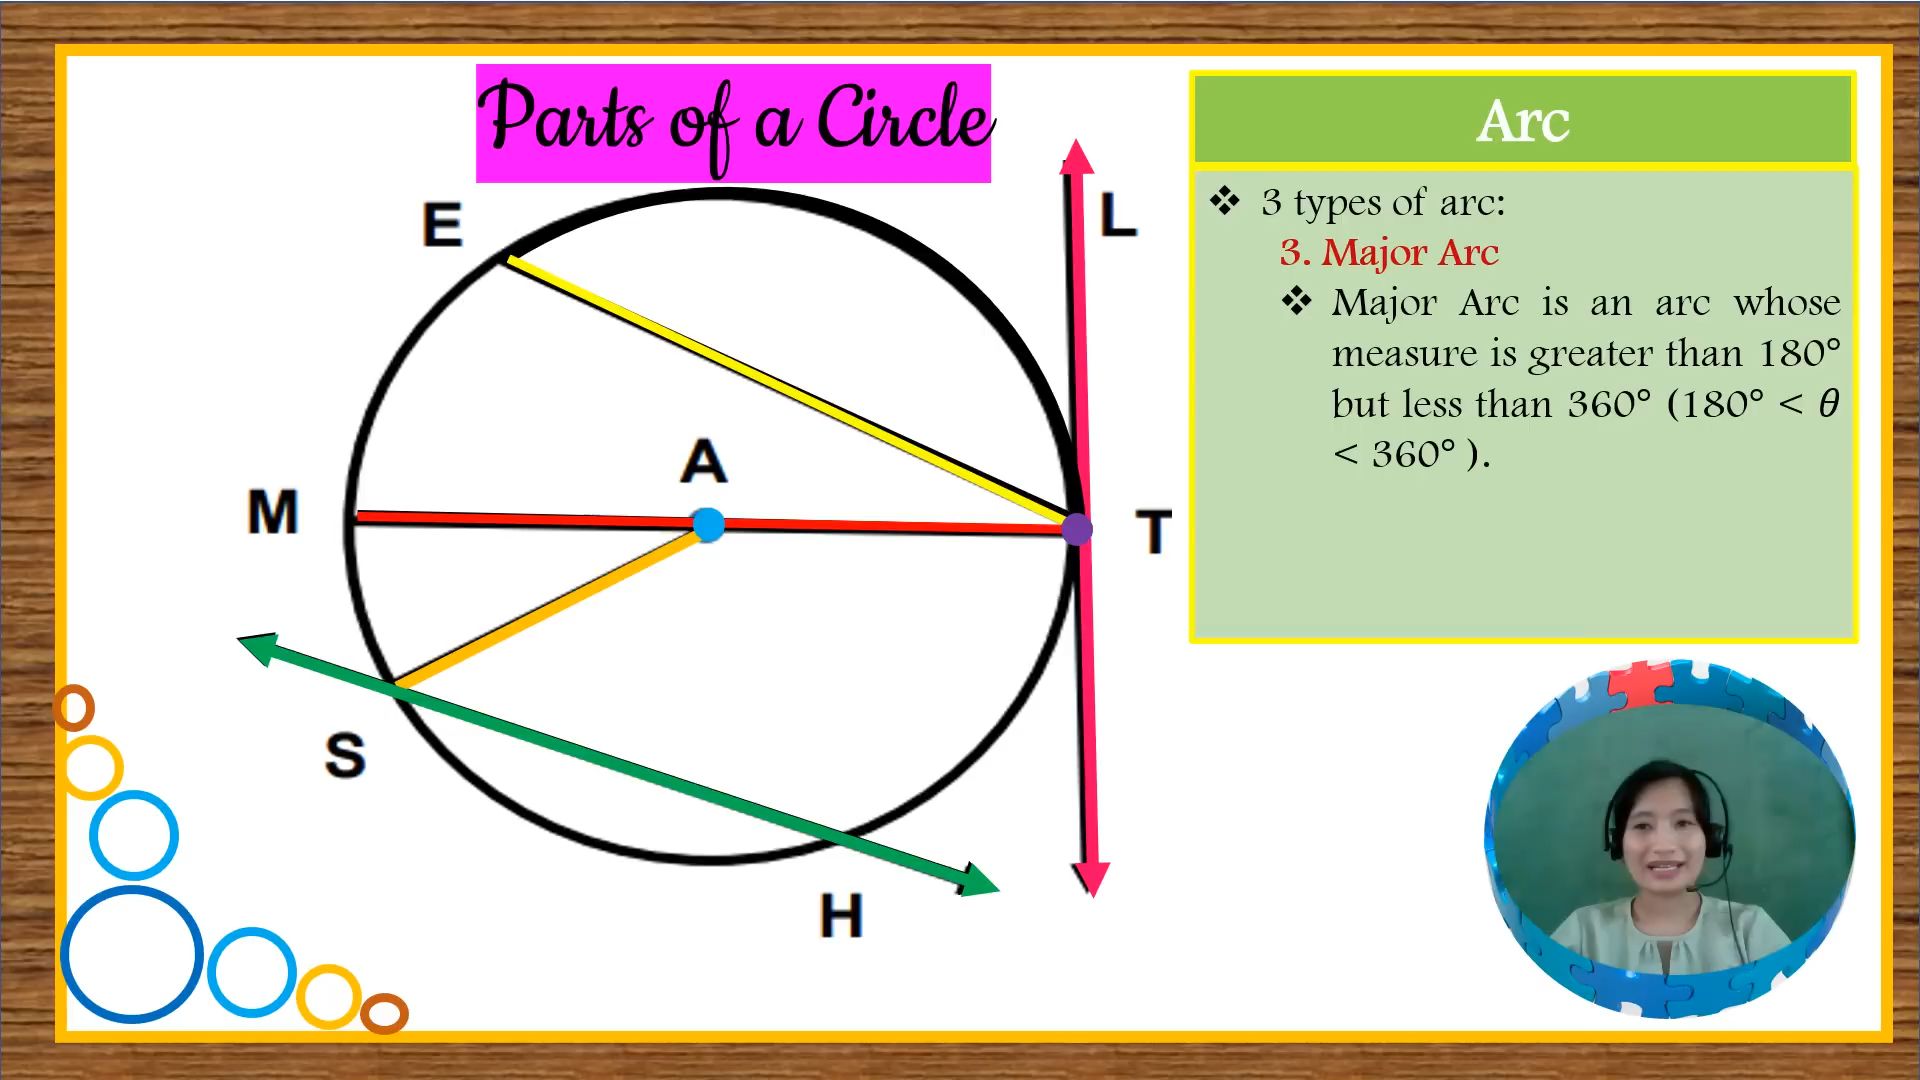 Parts of a Circle
Arc
❖ 3 types of arc:
3. Major Arc
❖ Major Arc is an arc whose
measure is greater than 180°
but less than 360° (180° < θ
< 360° ).
E
L
A
M
T
S
H